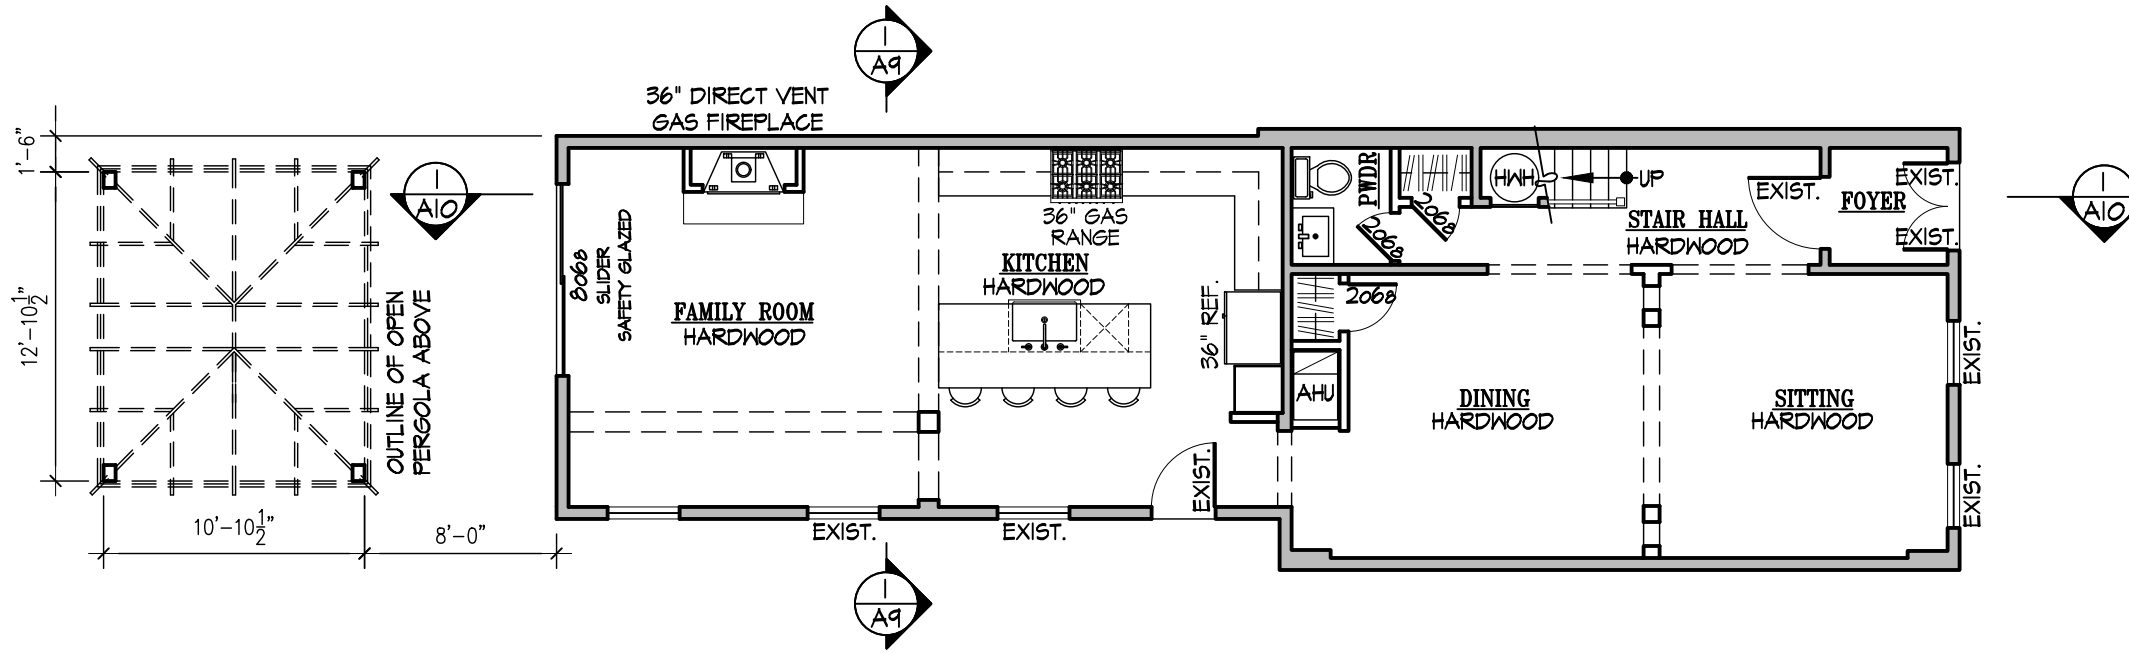 1
A9
36" DIRECT VENT
GAS FIREPLACE
1'-6"
12'-10 1/2"
10'-10 1/2"
8'-0"
OUTLINE OF OPEN
PERGOLA ABOVE
1
A10
8068
SLIDER
SAFETY GLAZED
FAMILY ROOM
HARDWOOD
36" GAS
RANGE
KITCHEN
HARDWOOD
36" REF.
EXIST.
EXIST.
EXIST.
PWDR
2068
2068
2068
AHU
HWH
UP
STAIR HALL
HARDWOOD
EXIST.
FOYER
EXIST.
EXIST.
DINING
HARDWOOD
SITTING
HARDWOOD
EXIST.
EXIST.
1
A10
1
A9